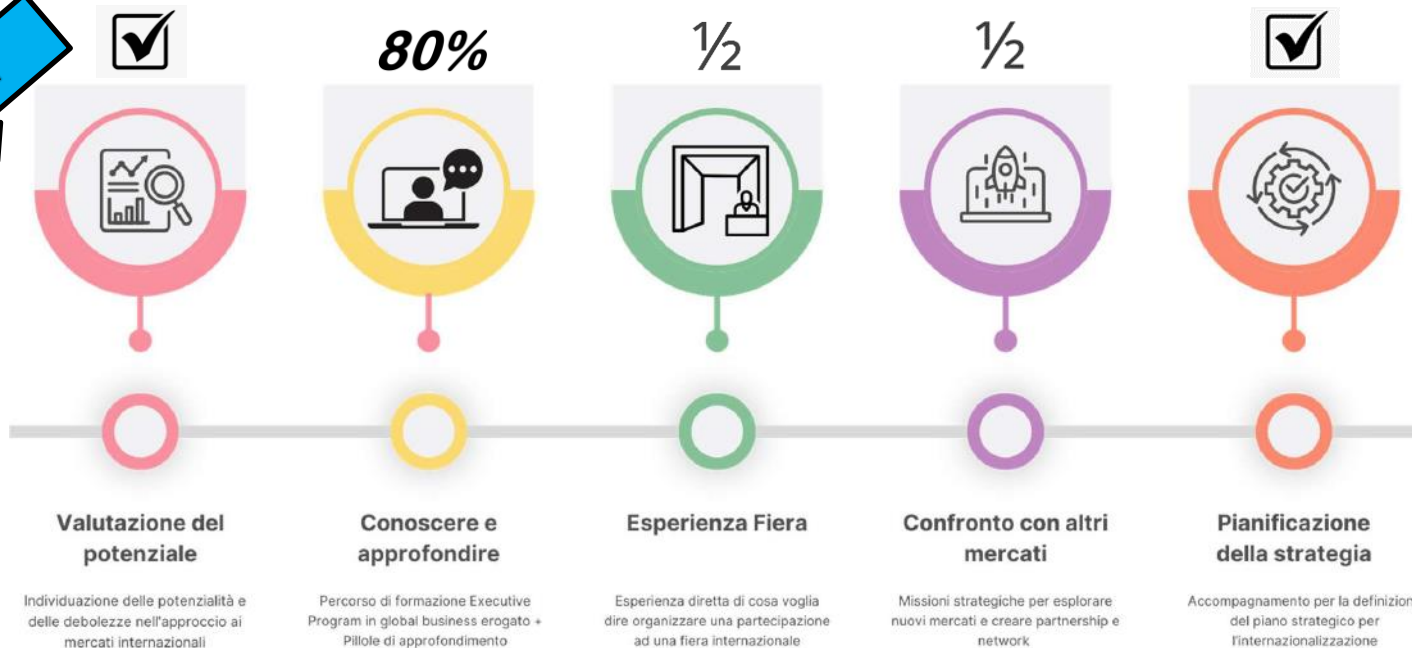 80%
½
½
Valutazione del
potenziale
Individuazione delle potenzialità e
delle debolezze nell'approccio ai
mercati internazionali
Conoscere e
approfondire
Percorso di formazione Executive
Program in global business erogato +
Pillole di approfondimento
Esperienza Fiera
Esperienza diretta di cosa voglia
dire organizzare una partecipazione
ad una fiera internazionale
Confronto con altri
mercati
Missioni strategiche per esplorare
nuovi mercati e creare partnership e
network
Pianificazione
della strategia
Accompagnamento per la definizion
del piano strategico per
l'internazionalizzazione